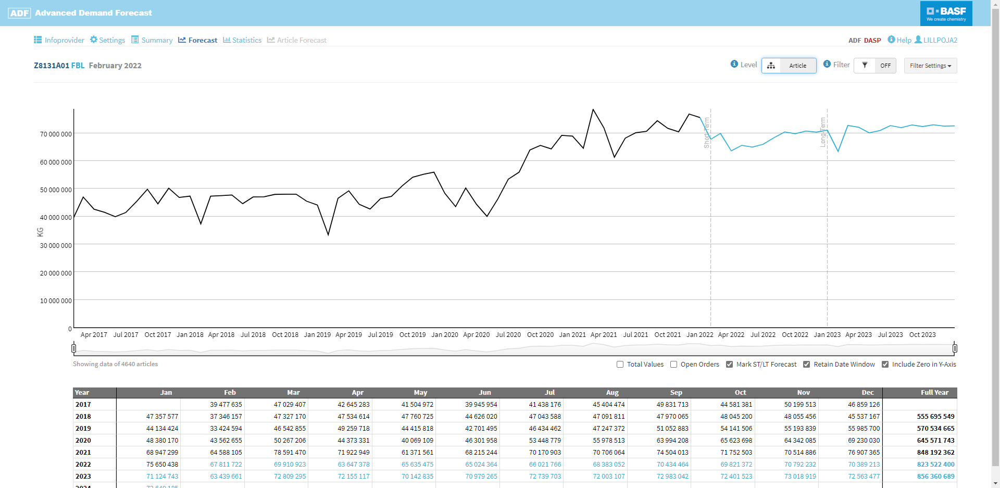 ADF Advanced Demand Forecast
BASF
We create chemistry
Infoprovider Settings Summary Forecast Statistics Article Forecast
ADF DASP Help LILLPOJA2
Z8131A01 FBL February 2022
Level Article Filter OFF Filter Settings
Short-Term
Long-Term
70 000 000
60 000 000
50 000 000
40 000 000
30 000 000
20 000 000
10 000 000
0
KG
Apr 2017 Jul 2017 Oct 2017 Jan 2018 Apr 2018 Jul 2018 Oct 2018 Jan 2019 Apr 2019 Jul 2019 Oct 2019 Jan 2020 Apr 2020 Jul 2020 Oct 2020 Jan 2021 Apr 2021 Jul 2021 Oct 2021 Jan 2022 Apr 2022 Jul 2022 Oct 2022 Jan 2023 Apr 2023 Jul 2023 Oct 2023
Showing data of 4640 articles
Total Values Open Orders Mark ST/LT Forecast Retain Date Window Include Zero in Y-Axis
Year Jan Feb Mar Apr May Jun Jul Aug Sep Oct Nov Dec Full Year
2017 39 477 635 47 029 407 42 645 283 41 504 972 39 945 954 41 438 176 45 404 474 49 831 713 44 581 381 50 199 513 46 859 126
2018 47 357 577 37 346 157 47 327 170 47 534 614 47 760 725 44 626 020 47 043 588 47 091 811 47 970 065 48 045 200 48 055 456 45 537 167 555 695 549
2019 44 134 424 33 424 594 46 542 855 49 259 718 44 415 818 42 701 495 46 434 462 47 247 372 51 052 883 54 141 506 55 193 839 55 985 700 570 534 665
2020 48 380 170 43 562 655 50 267 206 44 373 331 40 069 109 46 301 958 53 448 779 55 978 513 63 994 208 65 623 698 64 342 085 69 230 030 645 571 743
2021 68 947 299 64 588 105 78 591 470 71 922 949 61 371 561 68 215 244 70 170 903 70 706 064 74 504 013 71 752 503 70 514 886 76 907 365 848 192 362
2022 75 650 438 67 811 722 69 910 923 63 647 378 65 635 475 65 024 364 66 021 766 68 383 052 70 434 464 69 821 372 70 792 232 70 389 213 823 522 400
2023 71 124 743 63 439 661 72 809 295 72 155 117 70 142 835 70 979 265 72 739 703 72 003 107 72 983 042 72 401 523 73 018 919 72 563 477 856 360 689
2024